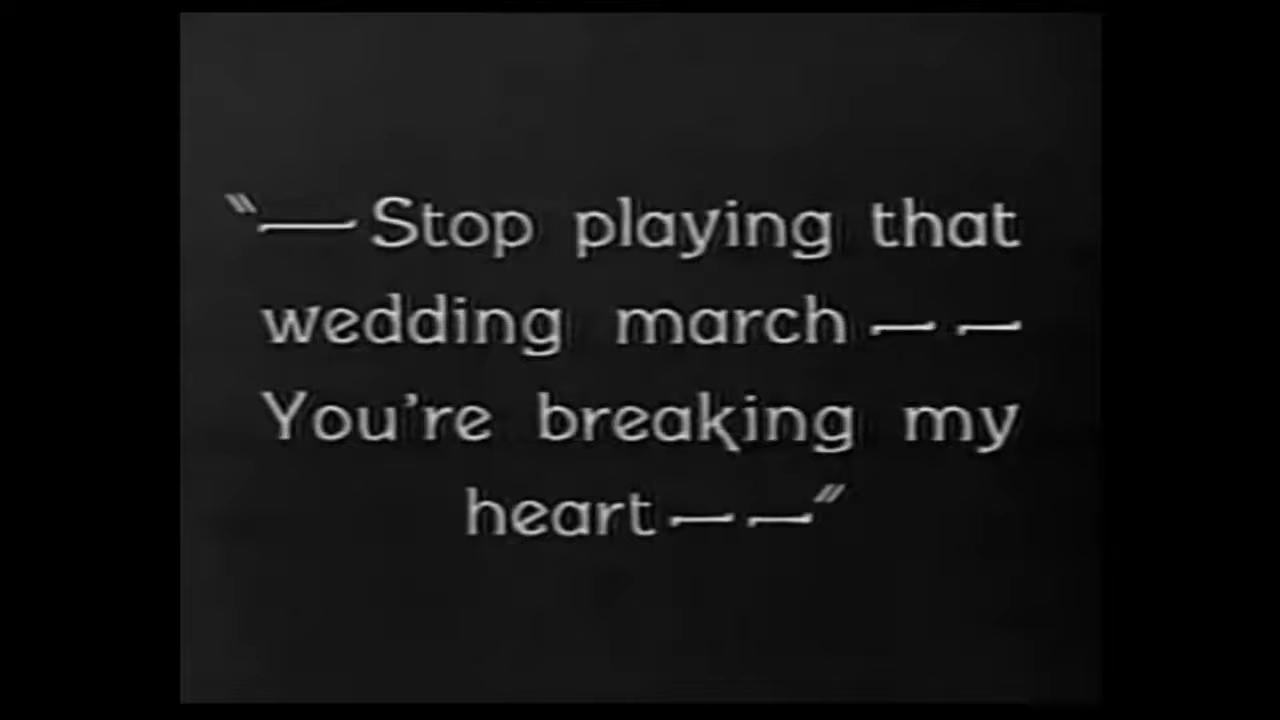 “— Stop playing that
wedding march — —
You’re breaking my
heart — —”